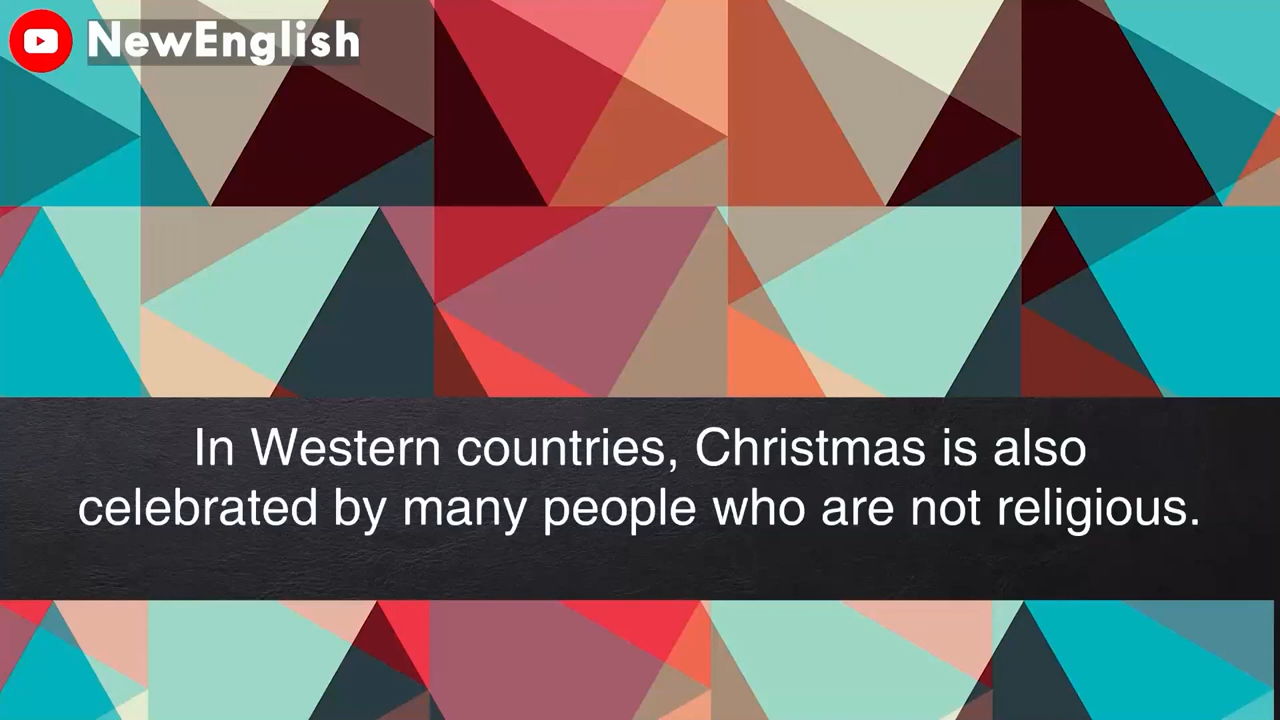 NewEnglish
In Western countries, Christmas is also
celebrated by many people who are not religious.